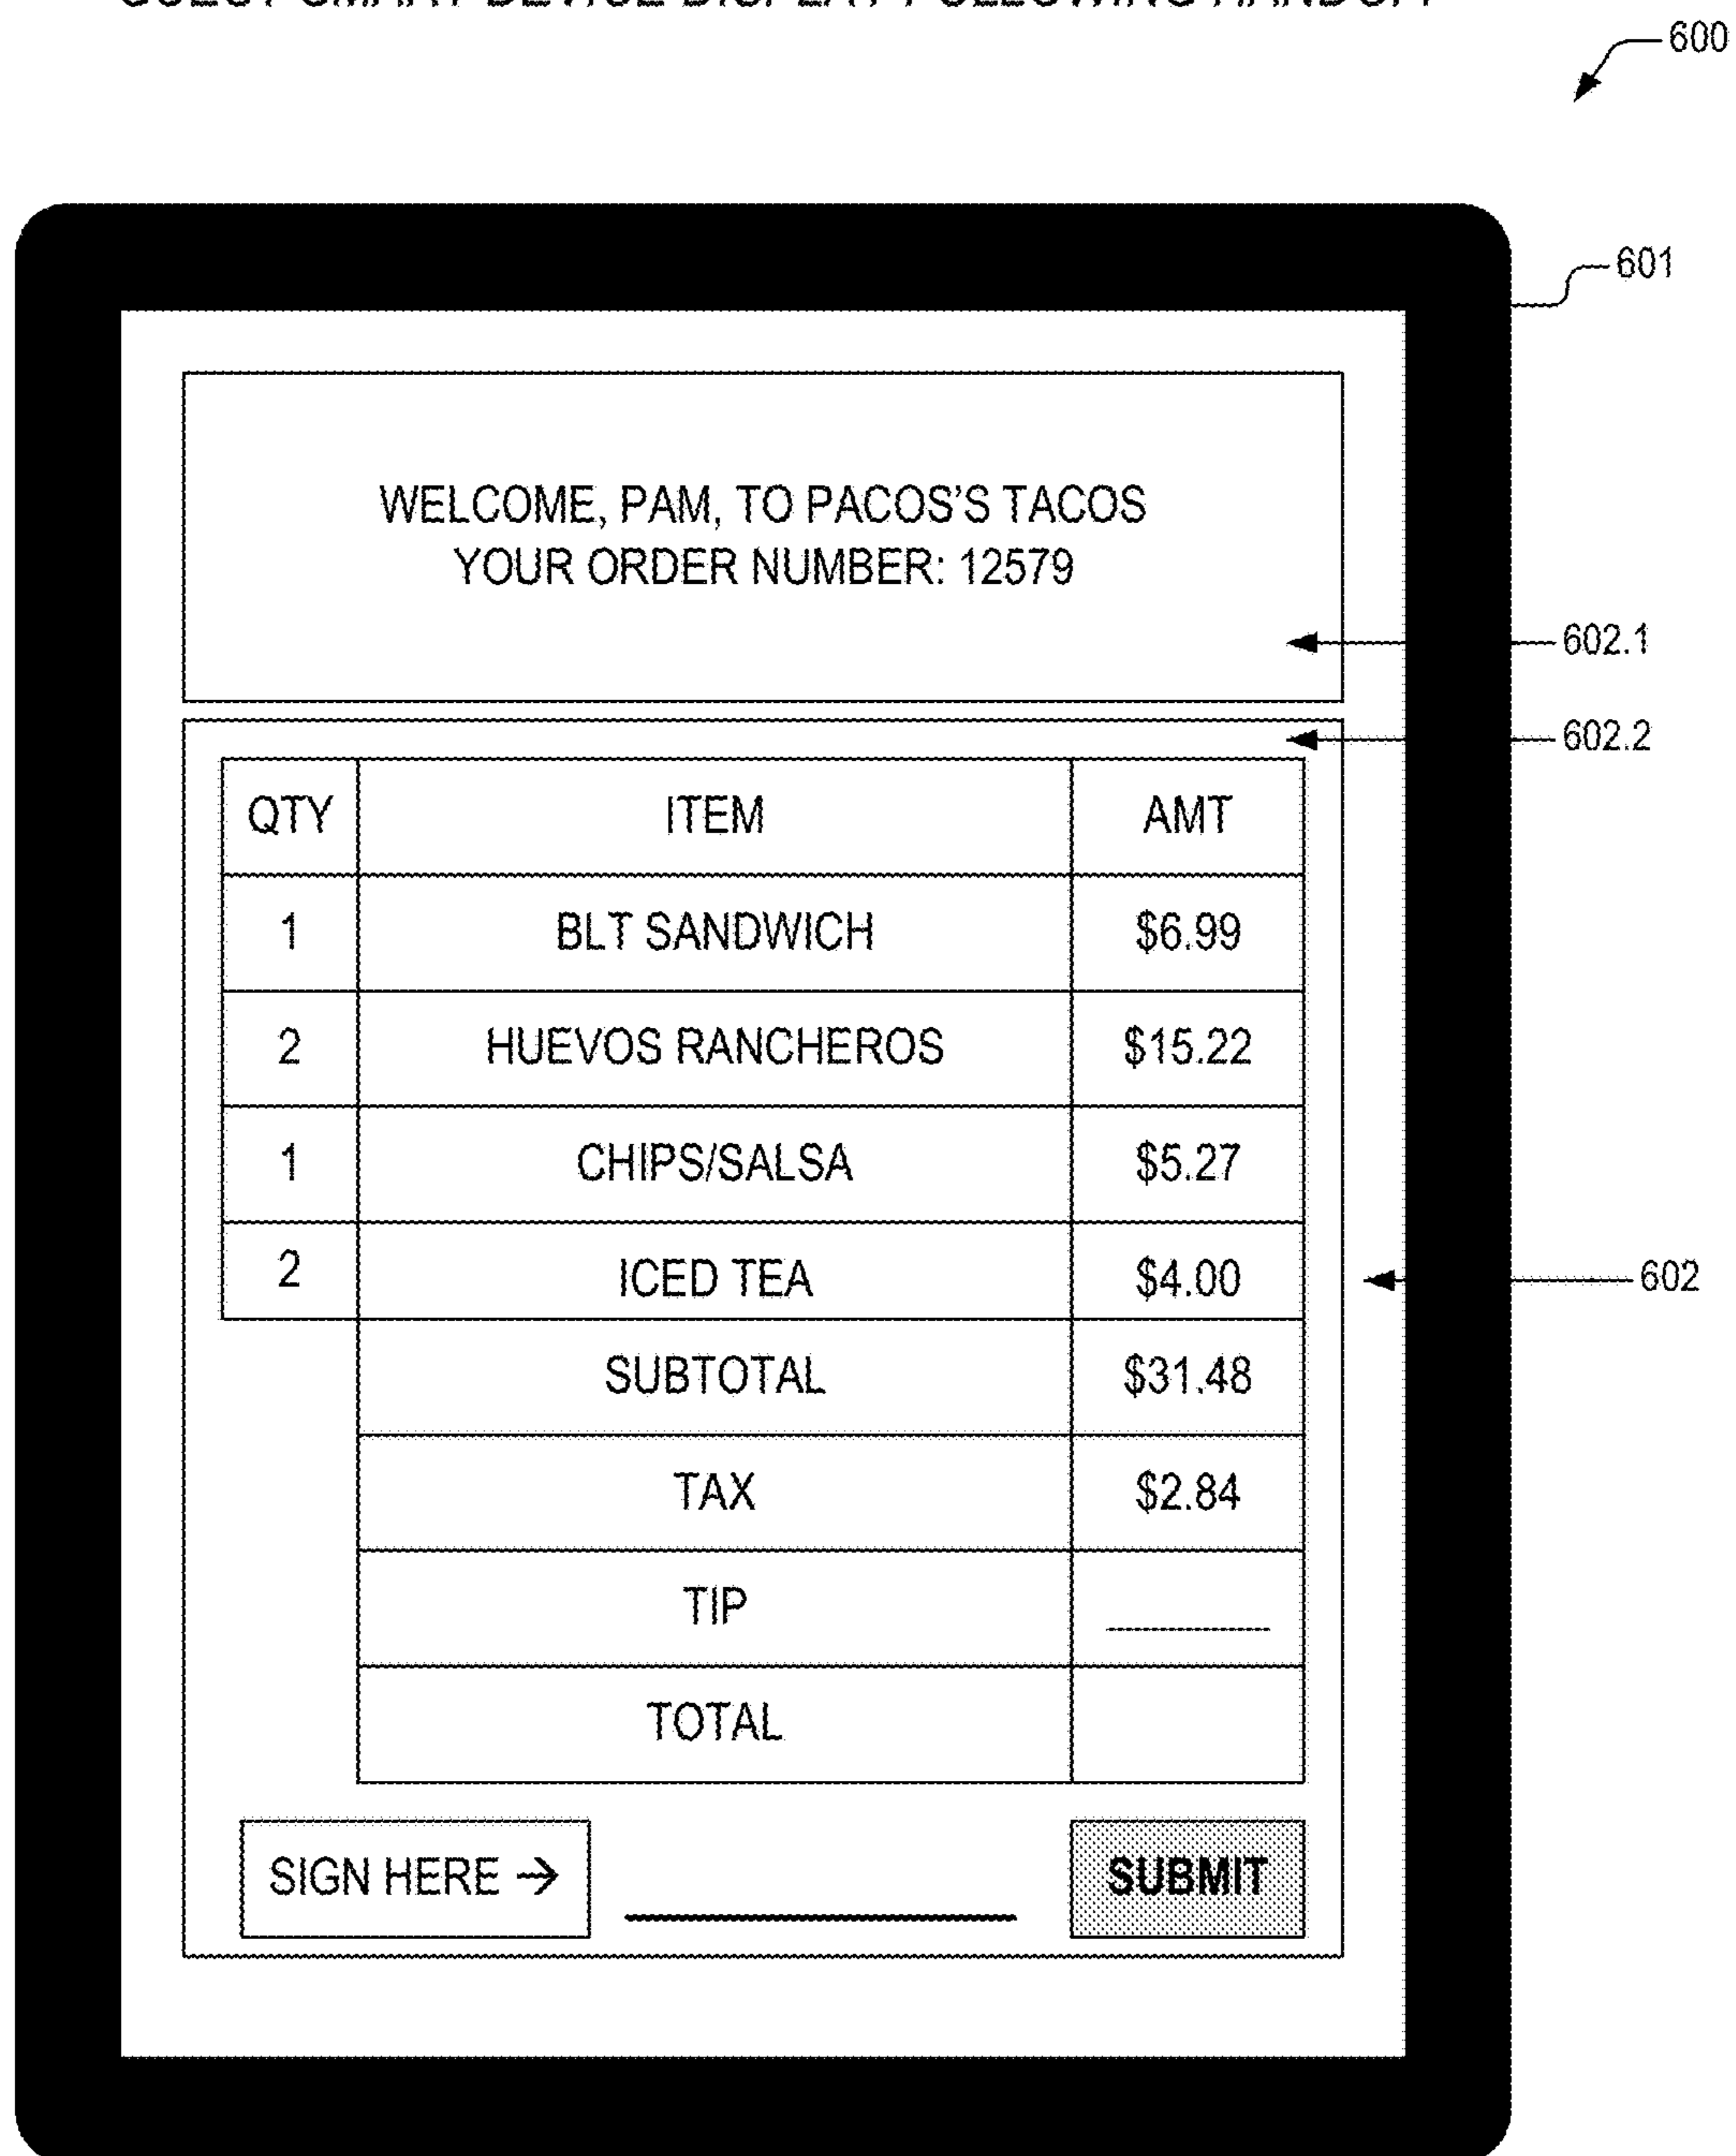 600
601
WELCOME, PAM, TO PACOS'S TACOS
YOUR ORDER NUMBER: 12579
602.1
602.2
QTY ITEM AMT
1 BLT SANDWICH $6.99
2 HUEVOS RANCHEROS $15.22
1 CHIPS/SALSA $5.27
2 ICED TEA $4.00
602
SUBTOTAL $31.48
TAX $2.84
TIP
TOTAL
SIGN HERE → SUBMIT